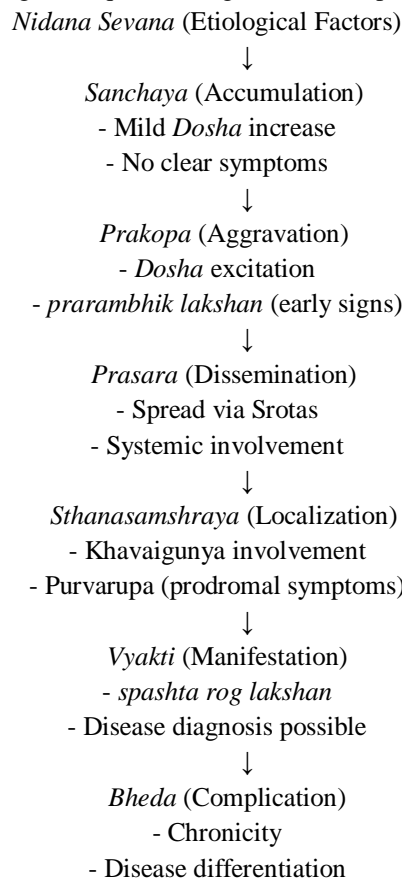 Nidana Sevana (Etiological Factors)
↓
Sanchaya (Accumulation)
- Mild Dosha increase
- No clear symptoms
↓
Prakopa (Aggravation)
- Dosha excitation
- prarambhik lakshan (early signs)
↓
Prasara (Dissemination)
- Spread via Srotas
- Systemic involvement
↓
Sthanasamshraya (Localization)
- Khavaigunya involvement
- Purvarupa (prodromal symptoms)
↓
Vyakti (Manifestation)
- spashta rog lakshan
- Disease diagnosis possible
↓
Bheda (Complication)
- Chronicity
- Disease differentiation